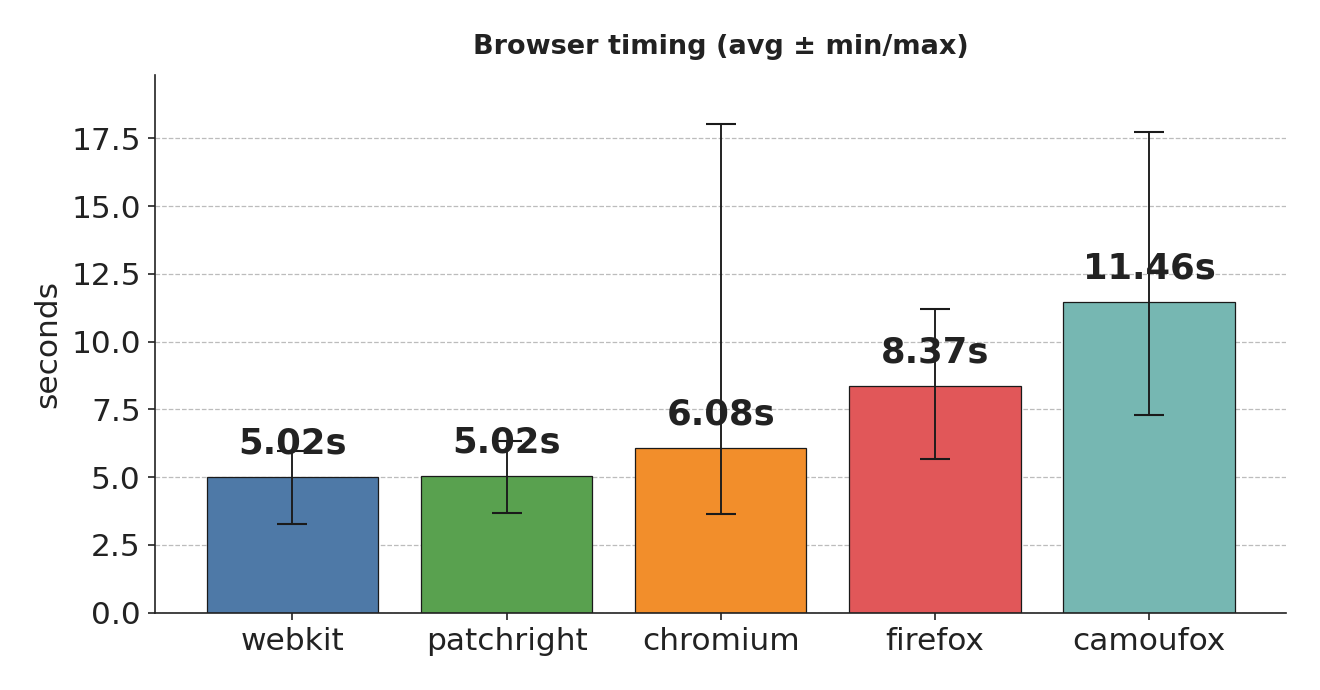 Browser timing (avg ± min/max)
seconds
17.5
15.0
12.5
10.0
7.5
5.0
2.5
0.0
5.02s
5.02s
6.08s
8.37s
11.46s
webkit
patchright
chromium
firefox
camoufox